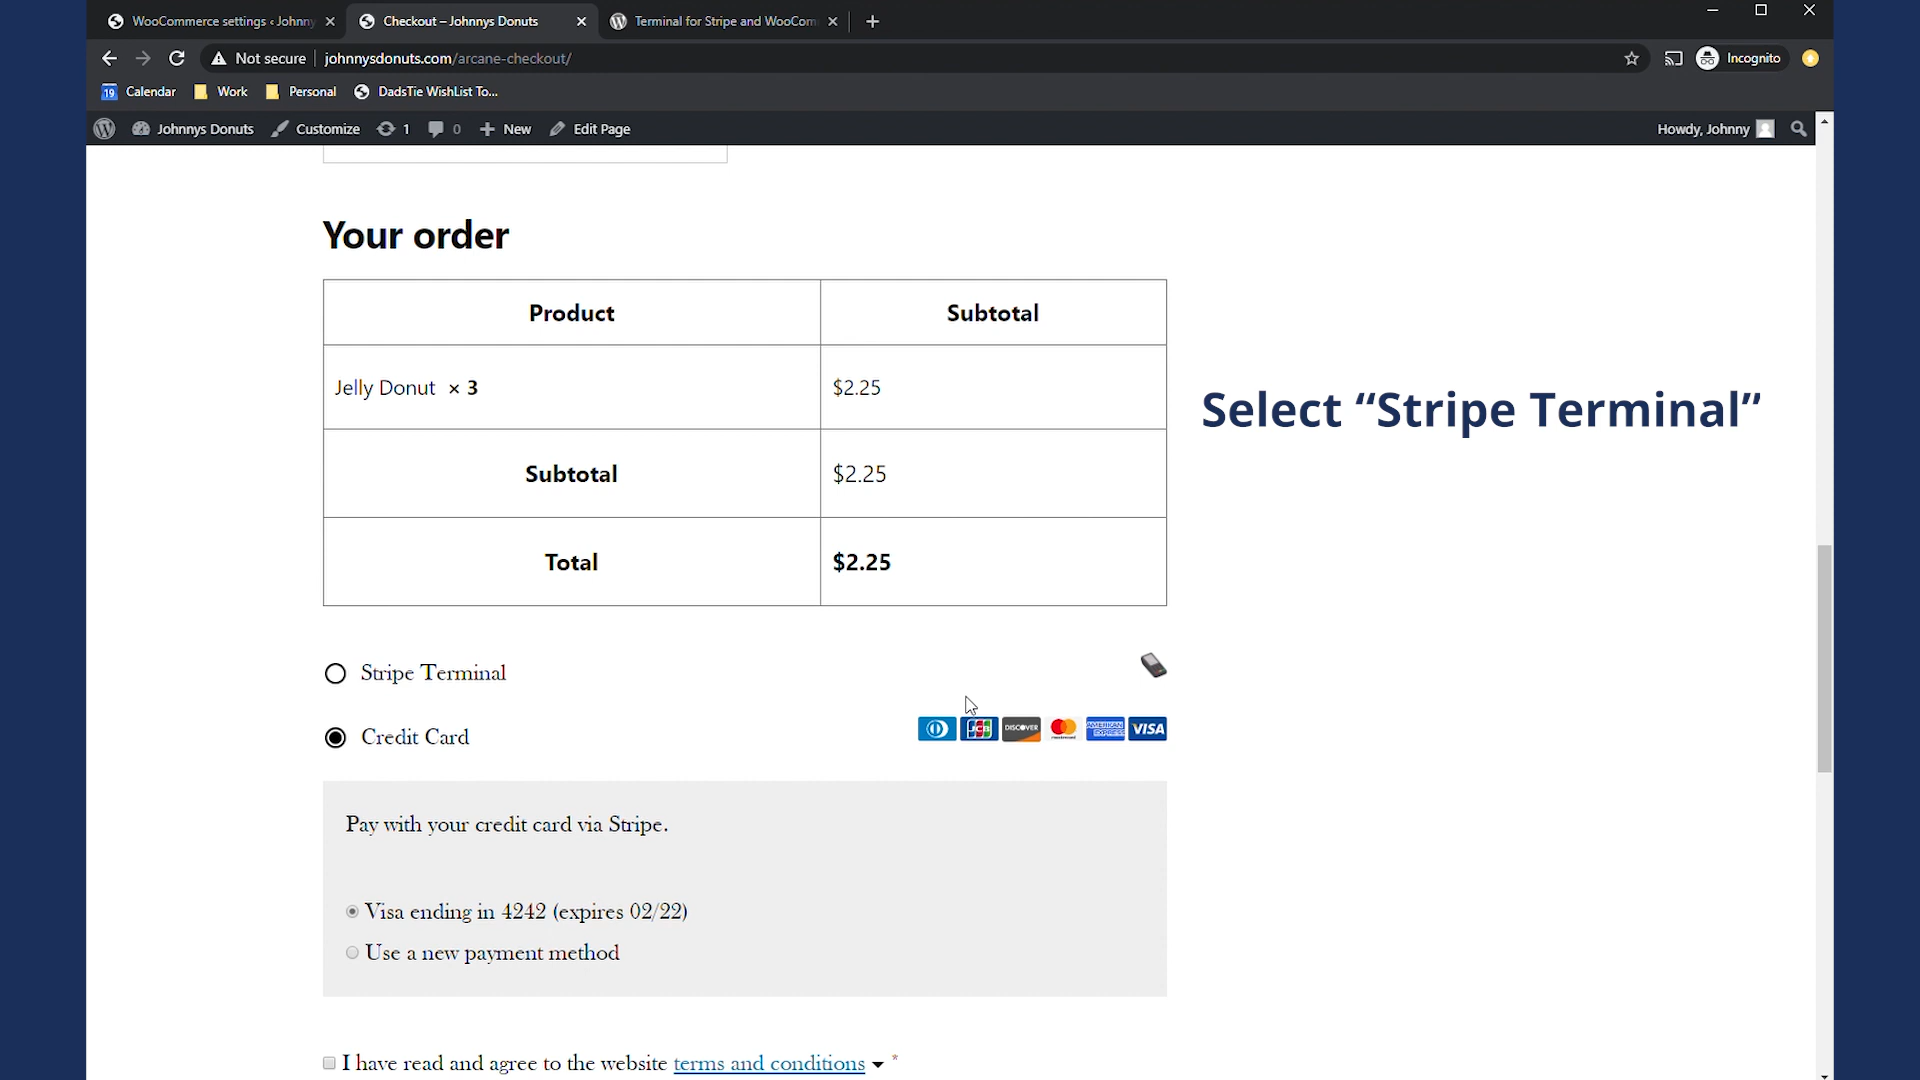 WooCommerce settings ‹ Johnny
Checkout – Johnnys Donuts
Terminal for Stripe and WooCom
Not secure
johnnysdonuts.com/arcane-checkout/
Incognito
19
Calendar
Work
Personal
DadsTie WishList To...
Johnnys Donuts
Customize
1
0
New
Edit Page
Howdy, Johnny
Your order
Product
Subtotal
Jelly Donut × 3
$2.25
Select “Stripe Terminal”
Subtotal
$2.25
Total
$2.25
Stripe Terminal
Credit Card
JCB
DISCOVER
mastercard
AMERICAN EXPRESS
VISA
Pay with your credit card via Stripe.
Visa ending in 4242 (expires 02/22)
Use a new payment method
I have read and agree to the website terms and conditions *